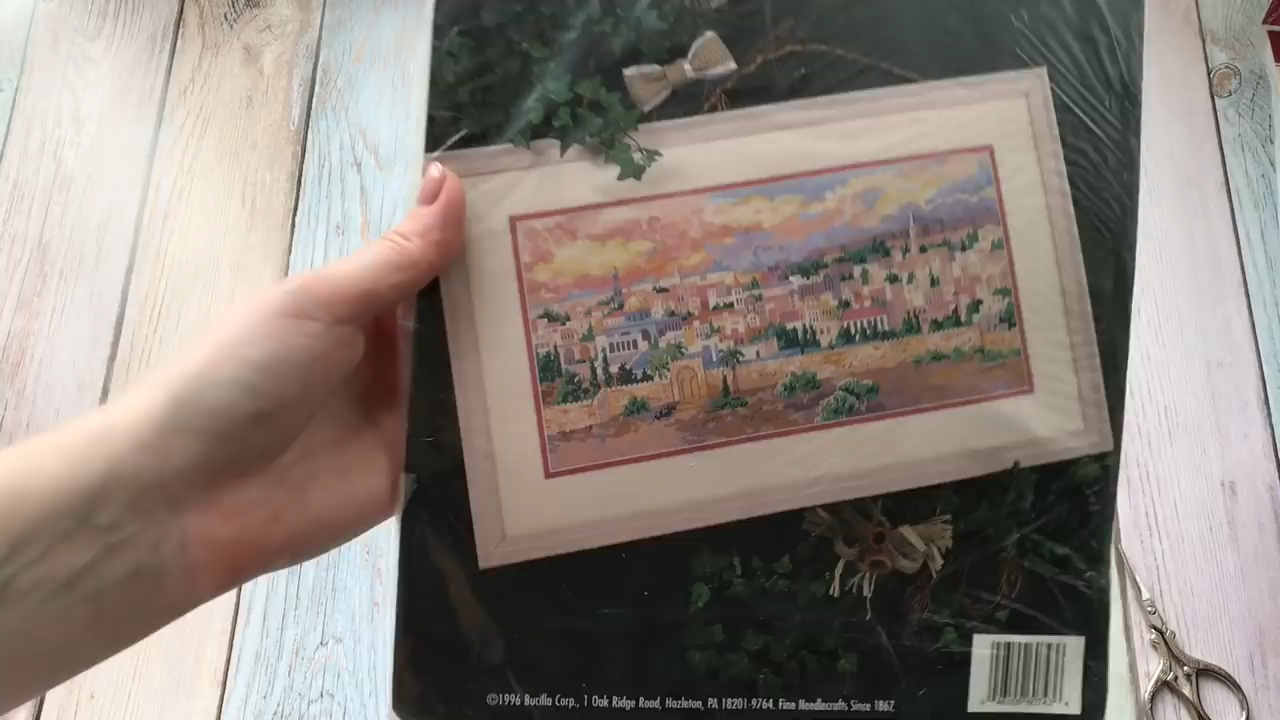 ©1996 Bucilla Corp., 1 Oak Ridge Road, Hazleton, PA 18201-9764. Fine Needlecrafts Since 1867.